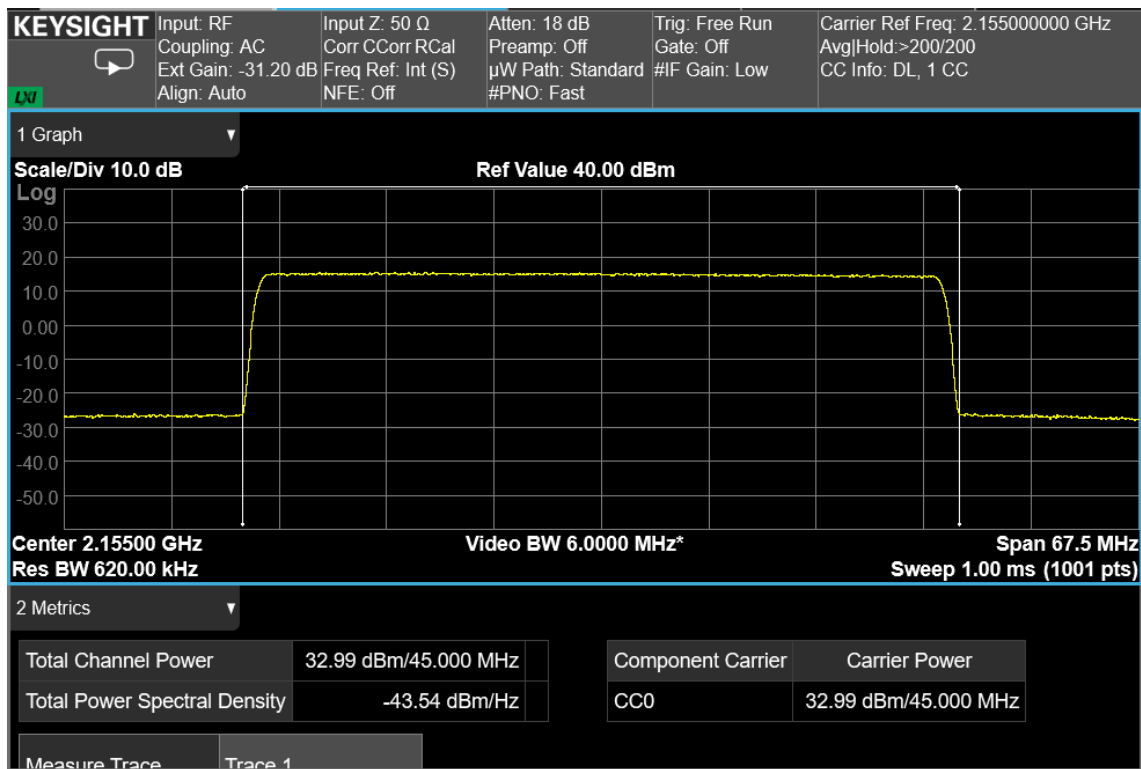 KEYSIGHT Input: RF Input Z: 50 Ω Atten: 18 dB Trig: Free Run Carrier Ref Freq: 2.155000000 GHz
Coupling: AC Corr CCorr RCal Preamp: Off Gate: Off Avg|Hold:>200/200
Ext Gain: -31.20 dB Freq Ref: Int (S) µW Path: Standard #IF Gain: Low CC Info: DL, 1 CC
LXI Align: Auto NFE: Off #PNO: Fast
1 Graph
Scale/Div 10.0 dB Ref Value 40.00 dBm
Log
30.0
20.0
10.0
0.00
-10.0
-20.0
-30.0
-40.0
-50.0
Center 2.15500 GHz Video BW 6.0000 MHz* Span 67.5 MHz
Res BW 620.00 kHz Sweep 1.00 ms (1001 pts)
2 Metrics
Total Channel Power 32.99 dBm/45.000 MHz Component Carrier Carrier Power
Total Power Spectral Density -43.54 dBm/Hz CC0 32.99 dBm/45.000 MHz
Measure Trace Trace 1